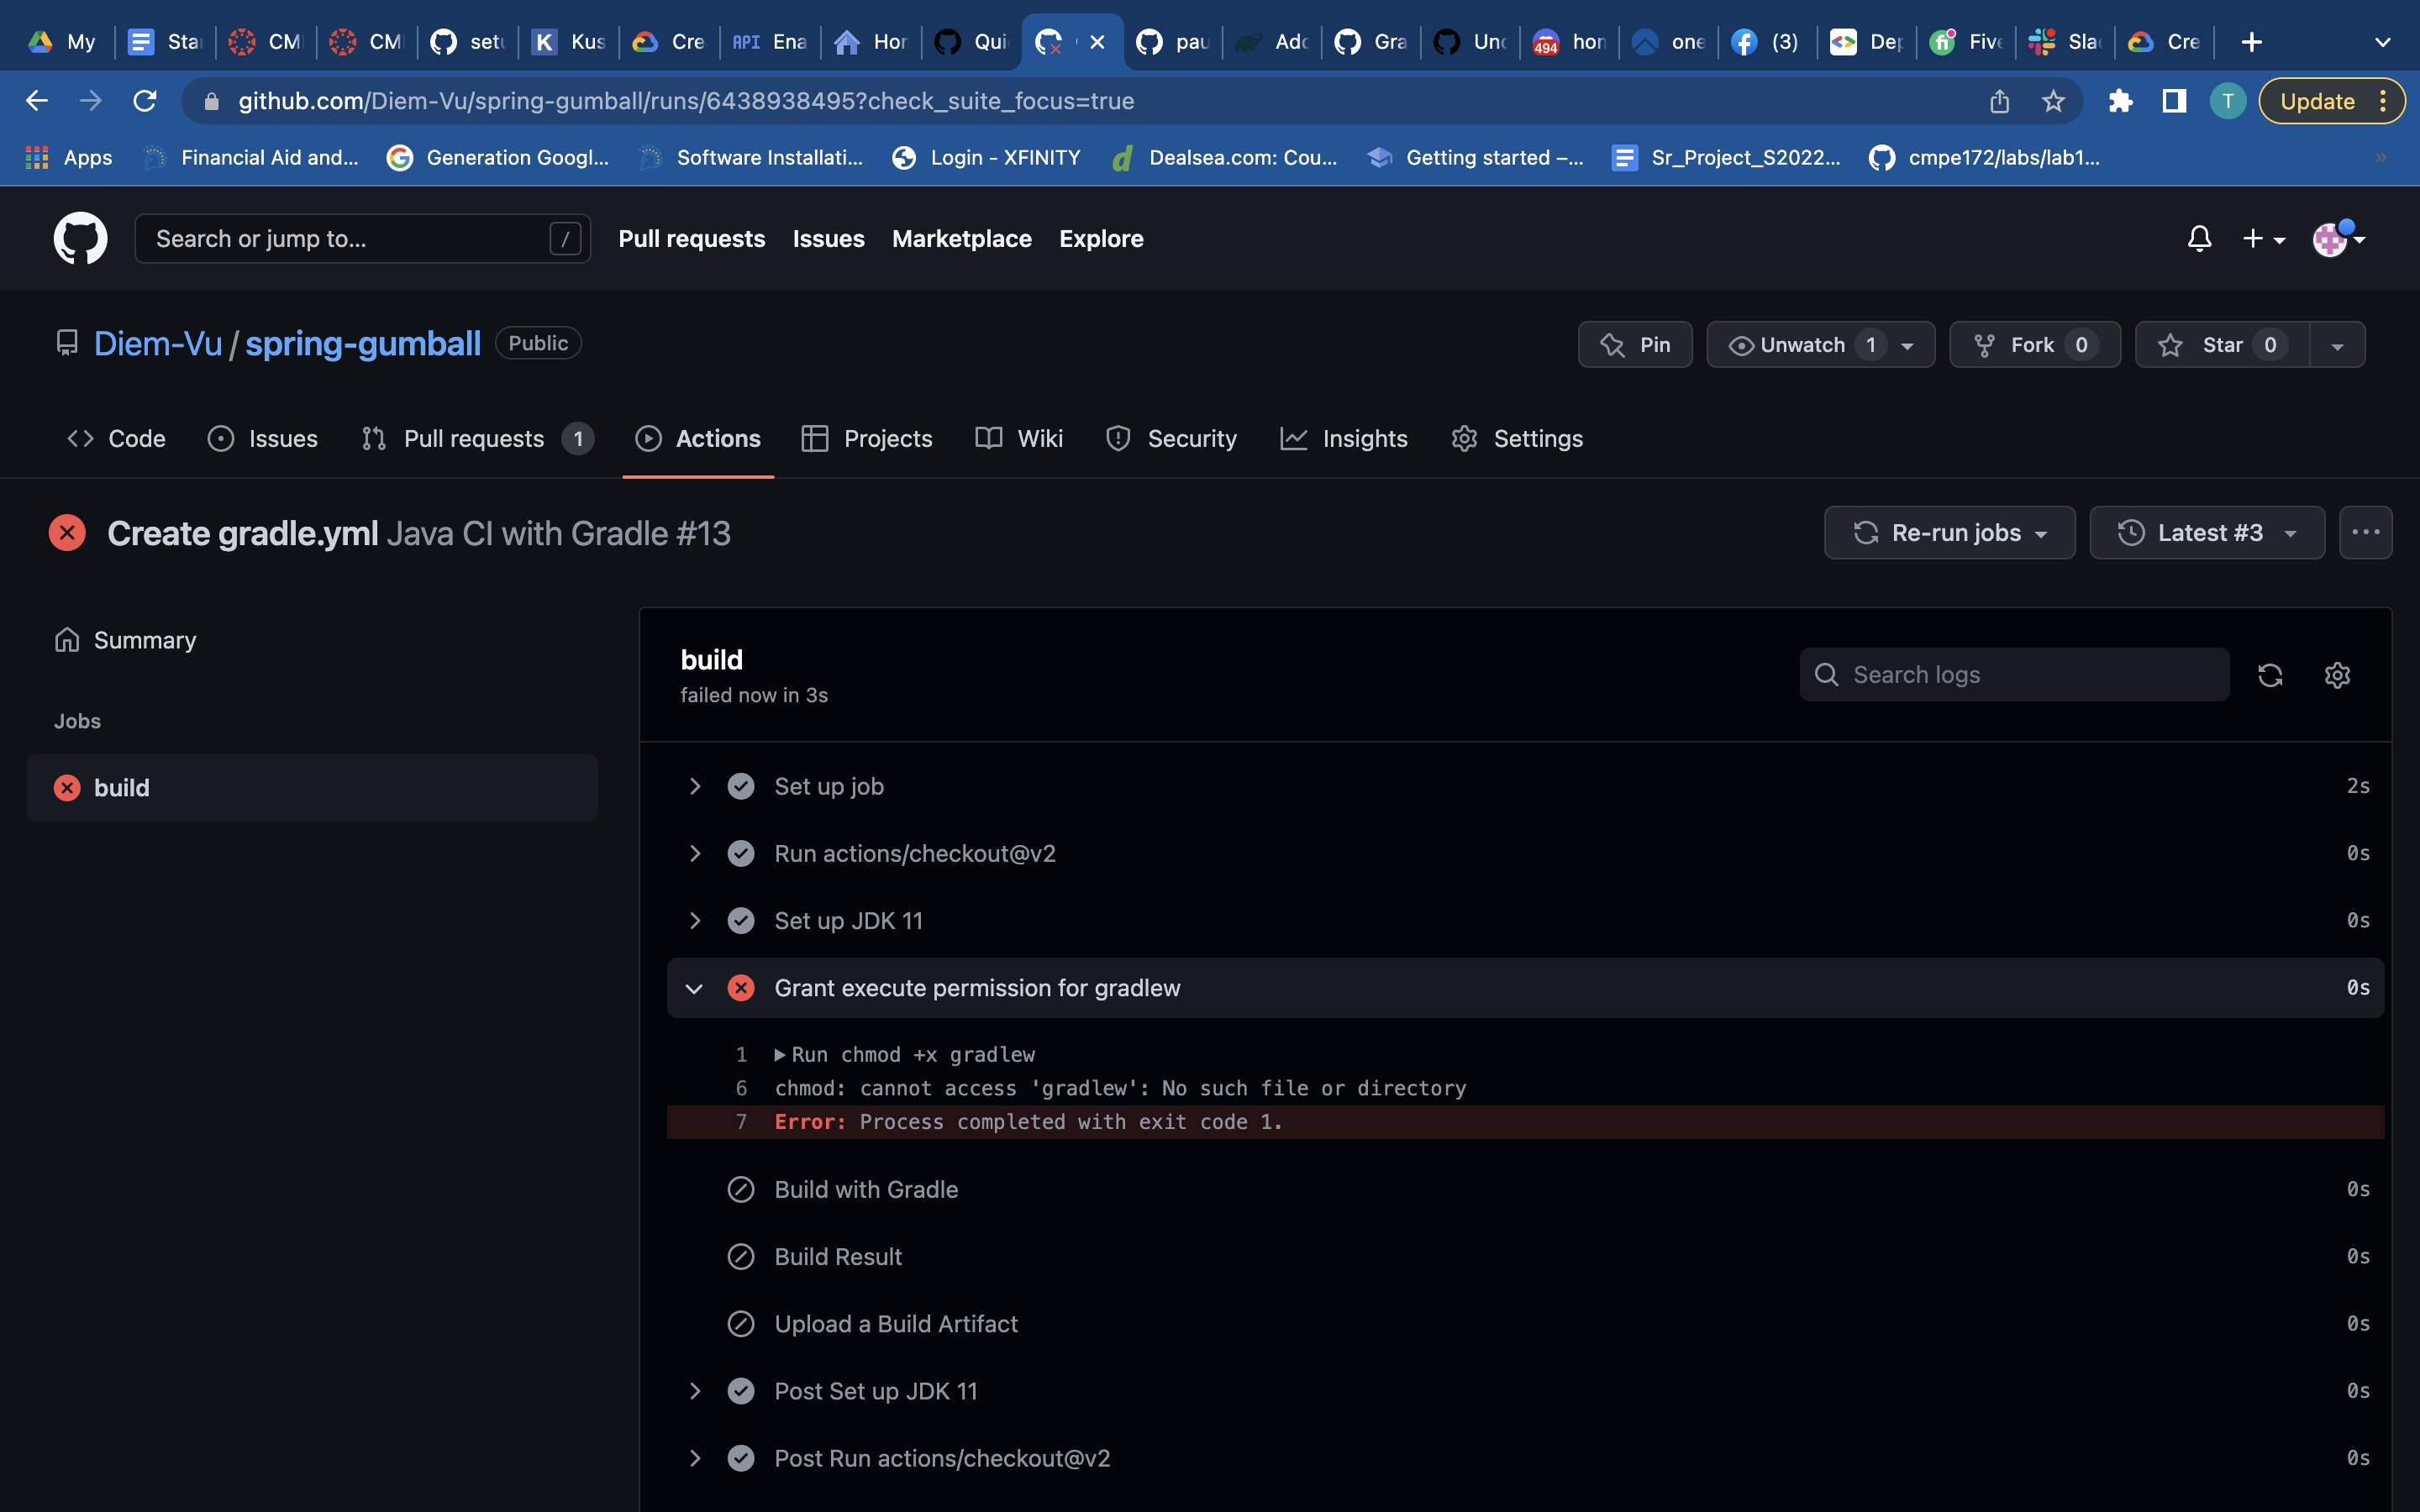 My Sta CM CM setu Kus Cre API Ena Hor Qui pau Adc Gra Unc 494 hon one (3) Dep Five Sla Cre
github.com/Diem-Vu/spring-gumball/runs/6438938495?check_suite_focus=true T Update
Apps Financial Aid and... Generation Googl... Software Installati... Login - XFINITY Dealsea.com: Cou... Getting started –... Sr_Project_S2022... cmpe172/labs/lab1... »
Search or jump to... / Pull requests Issues Marketplace Explore
Diem-Vu / spring-gumball Public Pin Unwatch 1 Fork 0 Star 0
Code Issues Pull requests 1 Actions Projects Wiki Security Insights Settings
Create gradle.yml Java CI with Gradle #13 Re-run jobs Latest #3
Summary
Jobs
build
build
failed now in 3s
Search logs
Set up job 2s
Run actions/checkout@v2 0s
Set up JDK 11 0s
Grant execute permission for gradlew 0s
1 Run chmod +x gradlew
6 chmod: cannot access 'gradlew': No such file or directory
7 Error: Process completed with exit code 1.
Build with Gradle 0s
Build Result 0s
Upload a Build Artifact 0s
Post Set up JDK 11 0s
Post Run actions/checkout@v2 0s